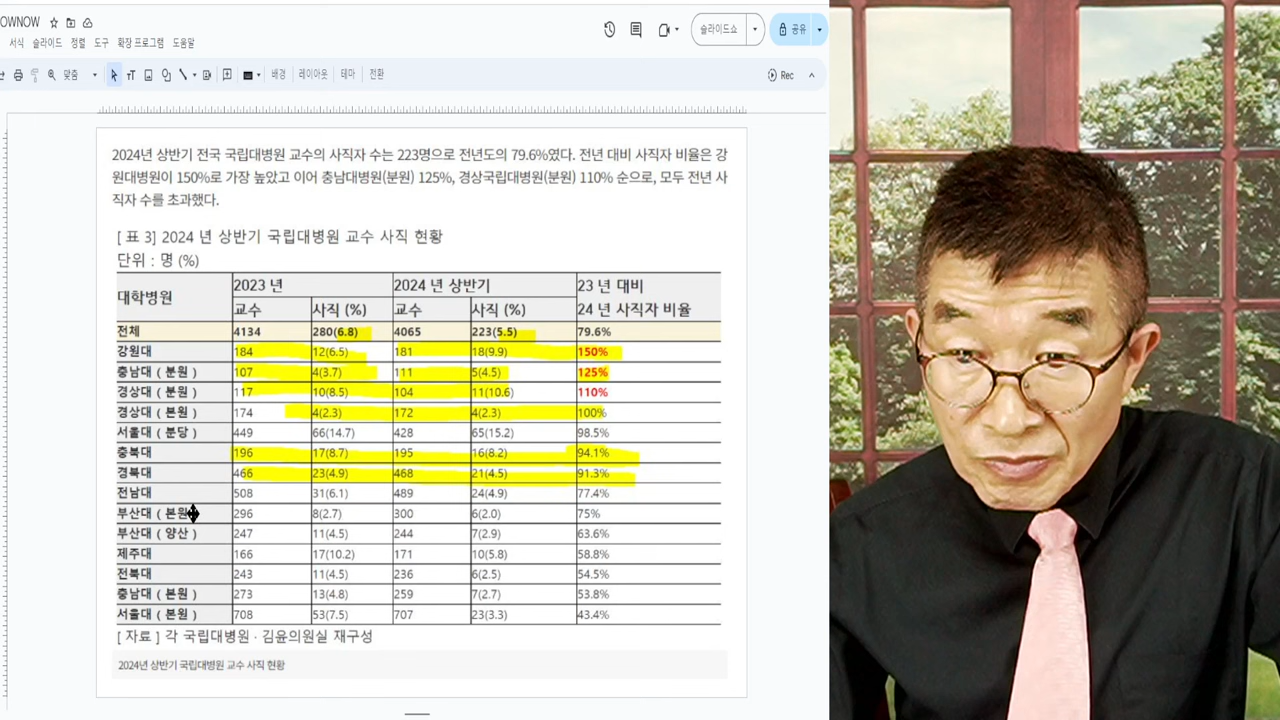 OWNOW
서식 슬라이드 정렬 도구 확장 프로그램 도움말
슬라이드쇼 공유
맞춤 배경 레이아웃 테마 전환 Rec
2024년 상반기 전국 국립대병원 교수의 사직자 수는 223명으로 전년도의 79.6%였다. 전년 대비 사직자 비율은 강
원대병원이 150%로 가장 높았고 이어 충남대병원(분원) 125%, 경상국립대병원(분원) 110% 순으로, 모두 전년 사
직자 수를 초과했다.
[ 표 3] 2024 년 상반기 국립대병원 교수 사직 현황
단위 : 명 (%)
대학병원 2023 년 2024 년 상반기 23 년 대비
교수 사직 (%) 교수 사직 (%) 24 년 사직자 비율
전체 4134 280(6.8) 4065 223(5.5) 79.6%
강원대 184 12(6.5) 181 18(9.9) 150%
충남대 ( 분원 ) 107 4(3.7) 111 5(4.5) 125%
경상대 ( 분원 ) 117 10(8.5) 104 11(10.6) 110%
경상대 ( 본원 ) 174 4(2.3) 172 4(2.3) 100%
서울대 ( 분당 ) 449 66(14.7) 428 65(15.2) 98.5%
충북대 196 17(8.7) 195 16(8.2) 94.1%
경북대 466 23(4.9) 468 21(4.5) 91.3%
전남대 508 31(6.1) 489 24(4.9) 77.4%
부산대 ( 본원 296 8(2.7) 300 6(2.0) 75%
부산대 ( 양산 ) 247 11(4.5) 244 7(2.9) 63.6%
제주대 166 17(10.2) 171 10(5.8) 58.8%
전북대 243 11(4.5) 236 6(2.5) 54.5%
충남대 ( 본원 ) 273 13(4.8) 259 7(2.7) 53.8%
서울대 ( 본원 ) 708 53(7.5) 707 23(3.3) 43.4%
[ 자료 ] 각 국립대병원 · 김윤의원실 재구성
2024년 상반기 국립대병원 교수 사직 현황